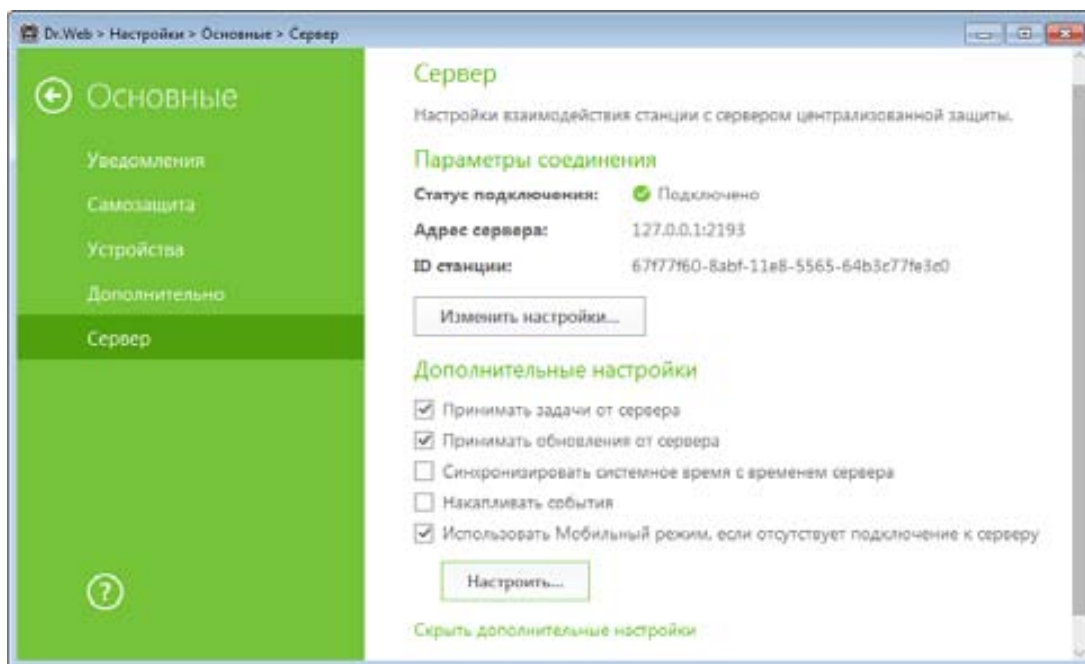 Dr.Web > Настройки > Основные > Сервер
Основные
Уведомления
Самозащита
Устройства
Дополнительно
Сервер
?
Сервер
Настройки взаимодействия станции с сервером централизованной защиты.
Параметры соединения
Статус подключения: Подключено
Адрес сервера: 127.0.0.1:2193
ID станции: 67f77f60-8abf-11e8-5565-64b3c77fe3c0
Изменить настройки...
Дополнительные настройки
Принимать задачи от сервера
Принимать обновления от сервера
Синхронизировать системное время с временем сервера
Накапливать события
Использовать Мобильный режим, если отсутствует подключение к серверу
Настроить...
Скрыть дополнительные настройки